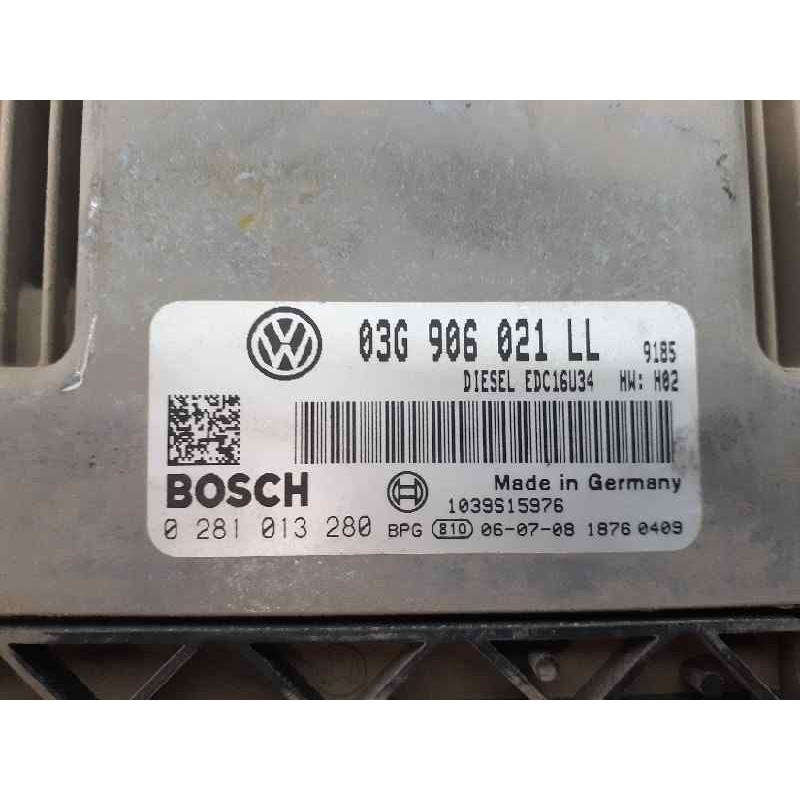 03G 906 021 LL 9185
DIESEL EDC16U34 HW: H02
BOSCH Made in Germany
1039S15976
0 281 013 280 BPG 810 06-07-08 1876 0409